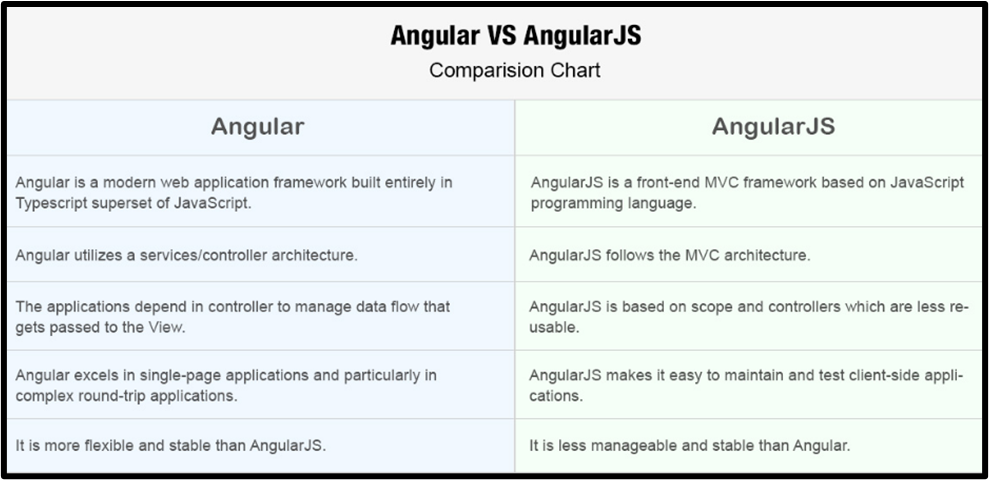 Angular VS AngularJS
Comparision Chart
Angular
AngularJS
Angular is a modern web application framework built entirely in
Typescript superset of JavaScript.
AngularJS is a front-end MVC framework based on JavaScript
programming language.
Angular utilizes a services/controller architecture.
AngularJS follows the MVC architecture.
The applications depend in controller to manage data flow that
gets passed to the View.
AngularJS is based on scope and controllers which are less re-
usable.
Angular excels in single-page applications and particularly in
complex round-trip applications.
AngularJS makes it easy to maintain and test client-side appli-
cations.
It is more flexible and stable than AngularJS.
It is less manageable and stable than Angular.